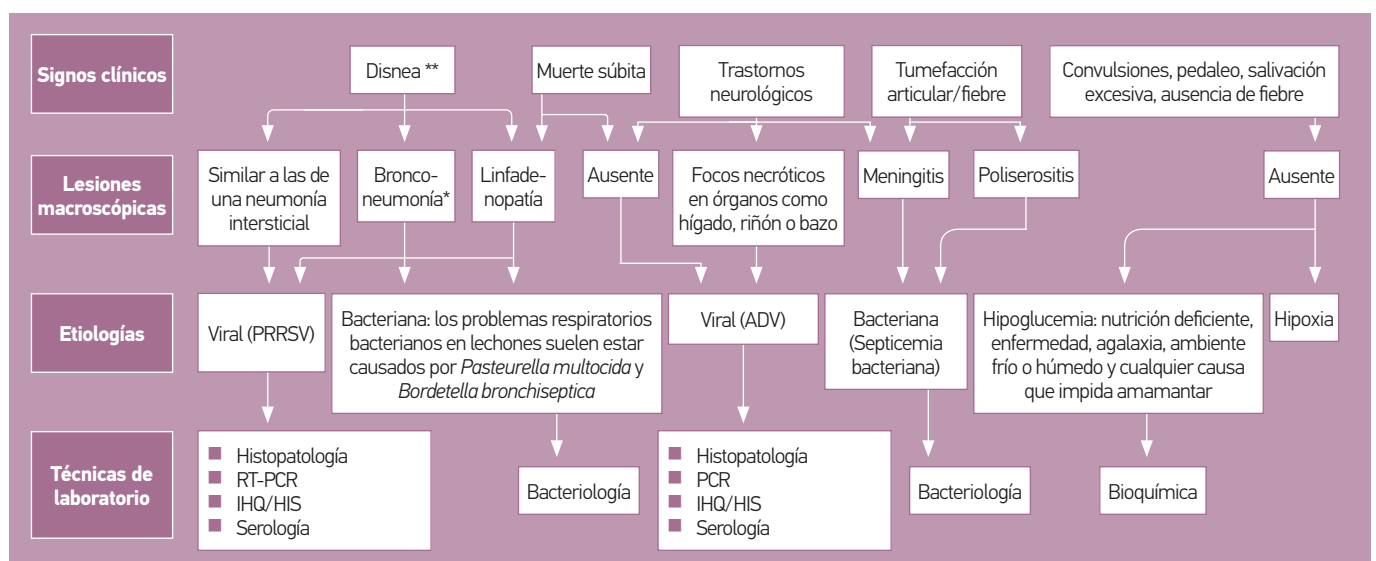 Signos clínicos
Disnea **
Muerte súbita
Trastornos
neurológicos
Tumefacción
articular/fiebre
Convulsiones, pedaleo, salivación
excesiva, ausencia de fiebre
Lesiones
macroscópicas
Similar a las de
una neumonía
intersticial
Bronco-
neumonía*
Linfade-
nopatía
Ausente
Focos necróticos
en órganos como
hígado, riñón o bazo
Meningitis
Poliserositis
Ausente
Etiologías
Viral (PRRSV)
Bacteriana: los problemas respiratorios
bacterianos en lechones suelen estar
causados por Pasteurella multocida y
Bordetella bronchiseptica
Viral (ADV)
Bacteriana
(Septicemia
bacteriana)
Hipoglucemia: nutrición deficiente,
enfermedad, agalaxia, ambiente
frío o húmedo y cualquier causa
que impida amamantar
Hipoxia
Técnicas de
laboratorio
Histopatología
RT-PCR
IHQ/HIS
Serología
Bacteriología
Histopatología
PCR
IHQ/HIS
Serología
Bacteriología
Bioquímica